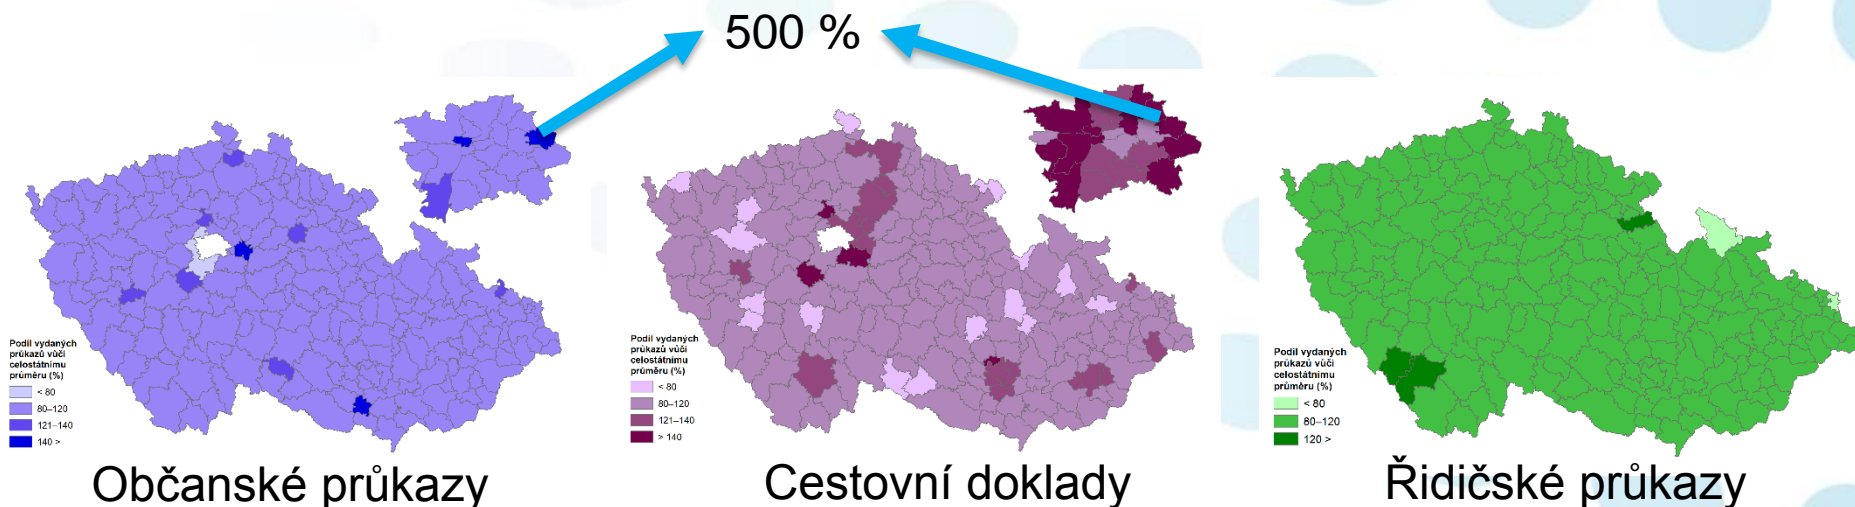 500 %
Podíl vydaných
průkazů vůči
celostátnímu
průměru (%)
< 80
80–120
121–140
140 >
Občanské průkazy
Podíl vydaných
průkazů vůči
celostátnímu
průměru (%)
< 80
80–120
121–140
> 140
Cestovní doklady
Podíl vydaných
průkazů vůči
celostátnímu
průměru (%)
< 80
80–120
120 >
Řidičské průkazy